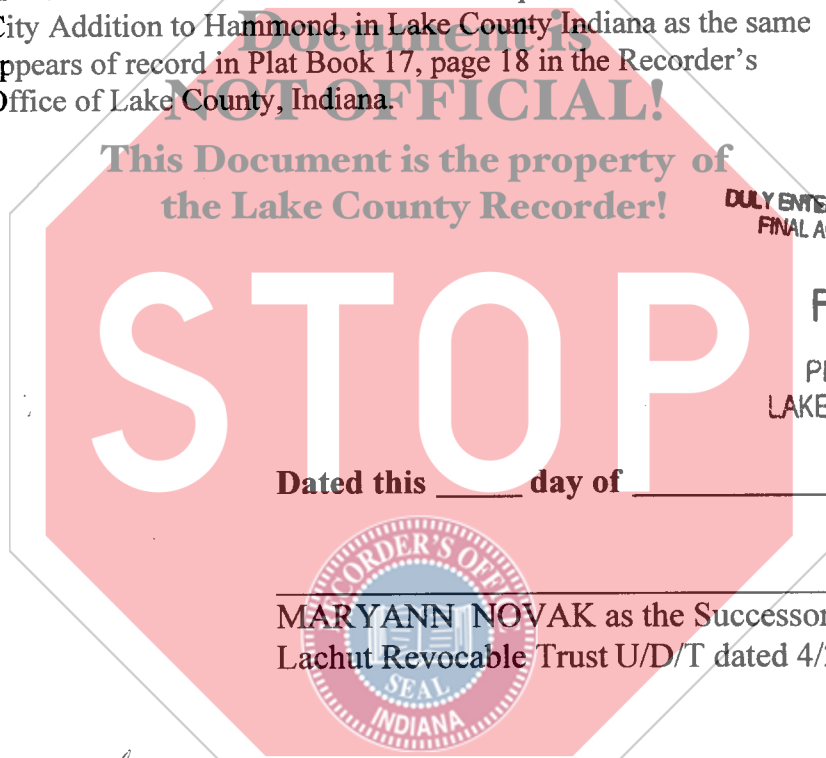 City Addition to Hammond, in Lake County Indiana as the same
Document is
ppears of record in Plat Book 17, page 18 in the Recorder's
Office of Lake County, Indiana.
NOT OFFICIAL!
This Document is the property of
the Lake County Recorder!
DULY ENTE
FINAL A
STOP
F
P
LAKE
Dated this ____ day of ____
RECORDER'S OFFICE
MARYANN NOVAK as the Successor
Lachut Revocable Trust U/D/T dated 4/
SEAL
INDIANA